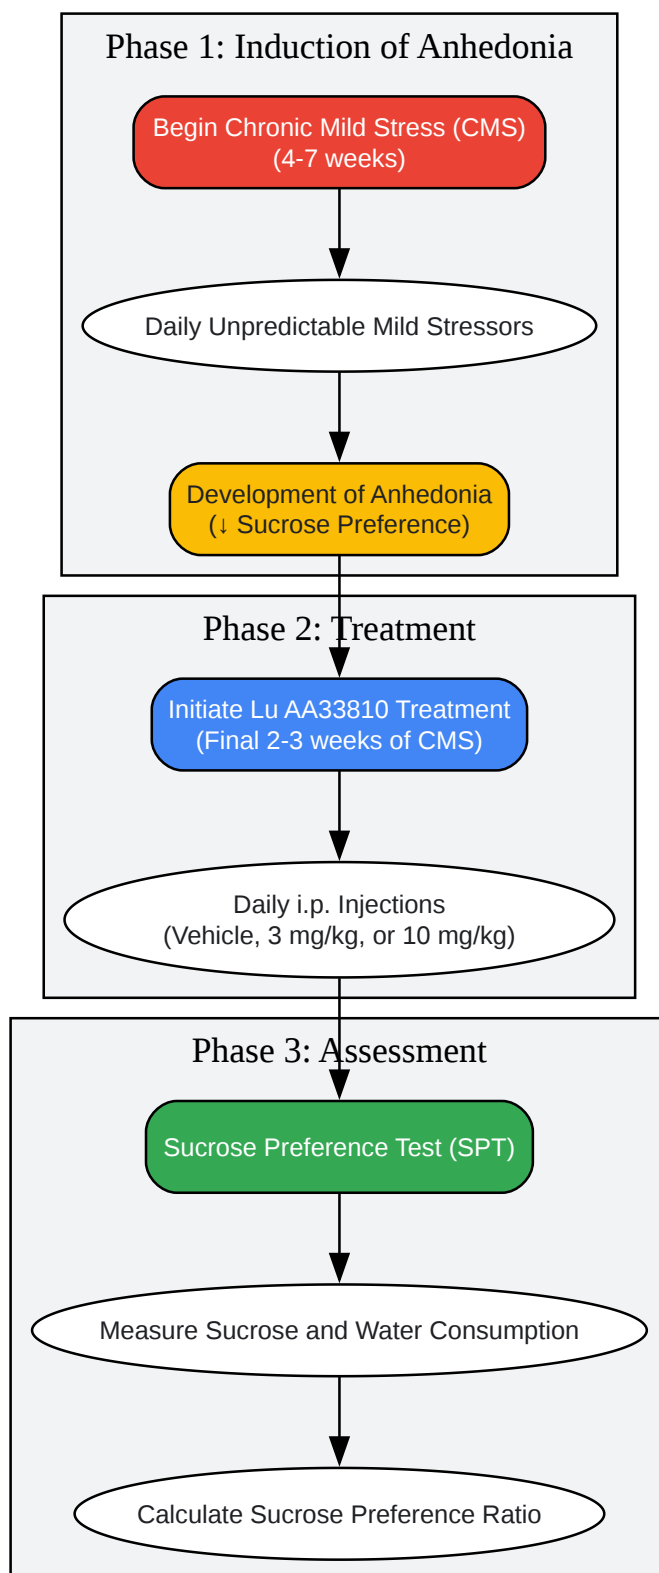 Phase 1: Induction of Anhedonia
Begin Chronic Mild Stress (CMS)
(4-7 weeks)
Daily Unpredictable Mild Stressors
Development of Anhedonia
(↓ Sucrose Preference)
Phase 2: Treatment
Initiate Lu AA33810 Treatment
(Final 2-3 weeks of CMS)
Daily i.p. Injections
(Vehicle, 3 mg/kg, or 10 mg/kg)
Phase 3: Assessment
Sucrose Preference Test (SPT)
Measure Sucrose and Water Consumption
Calculate Sucrose Preference Ratio